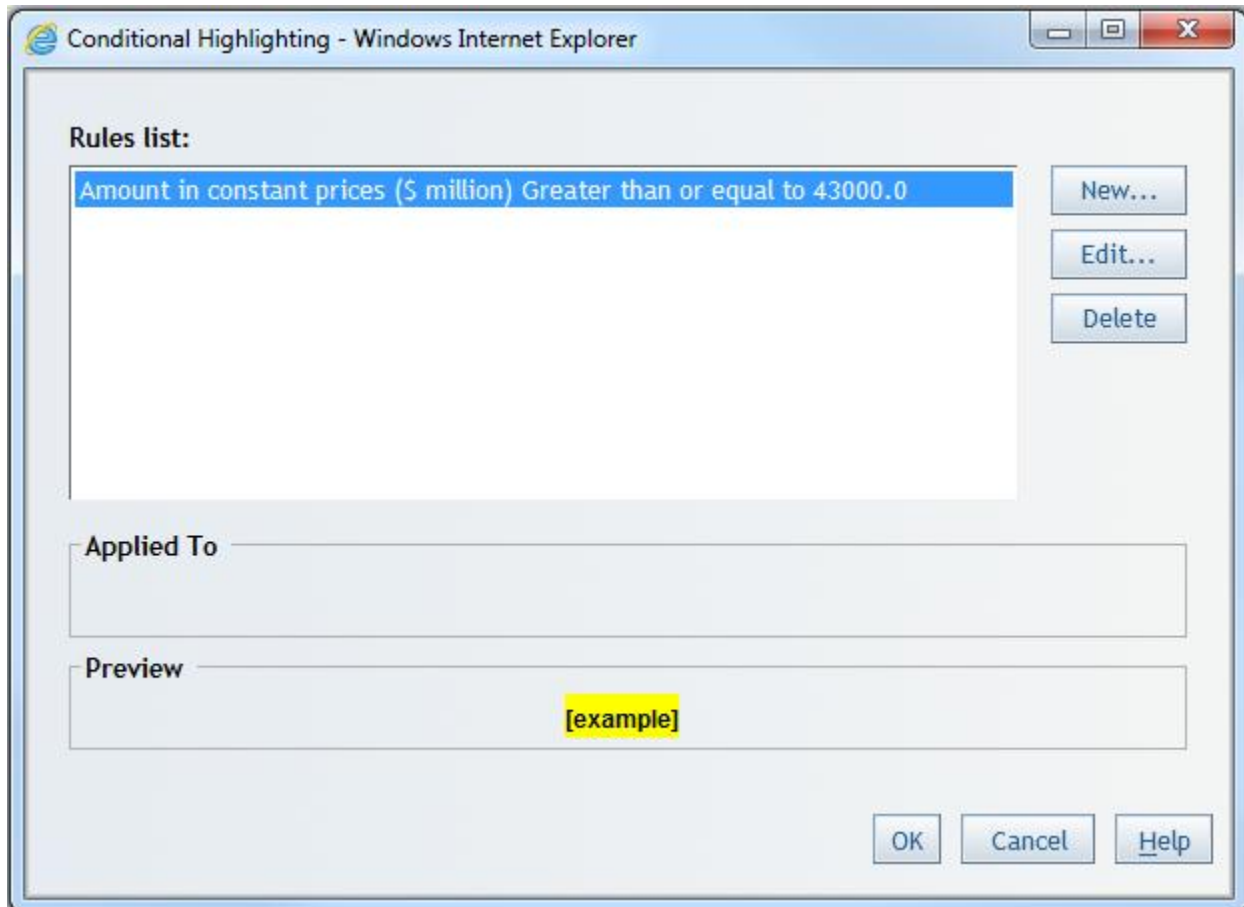 Conditional Highlighting - Windows Internet Explorer
Rules list:
Amount in constant prices ($ million) Greater than or equal to 43000.0
New...
Edit...
Delete
Applied To
Preview
[example]
OK Cancel Help